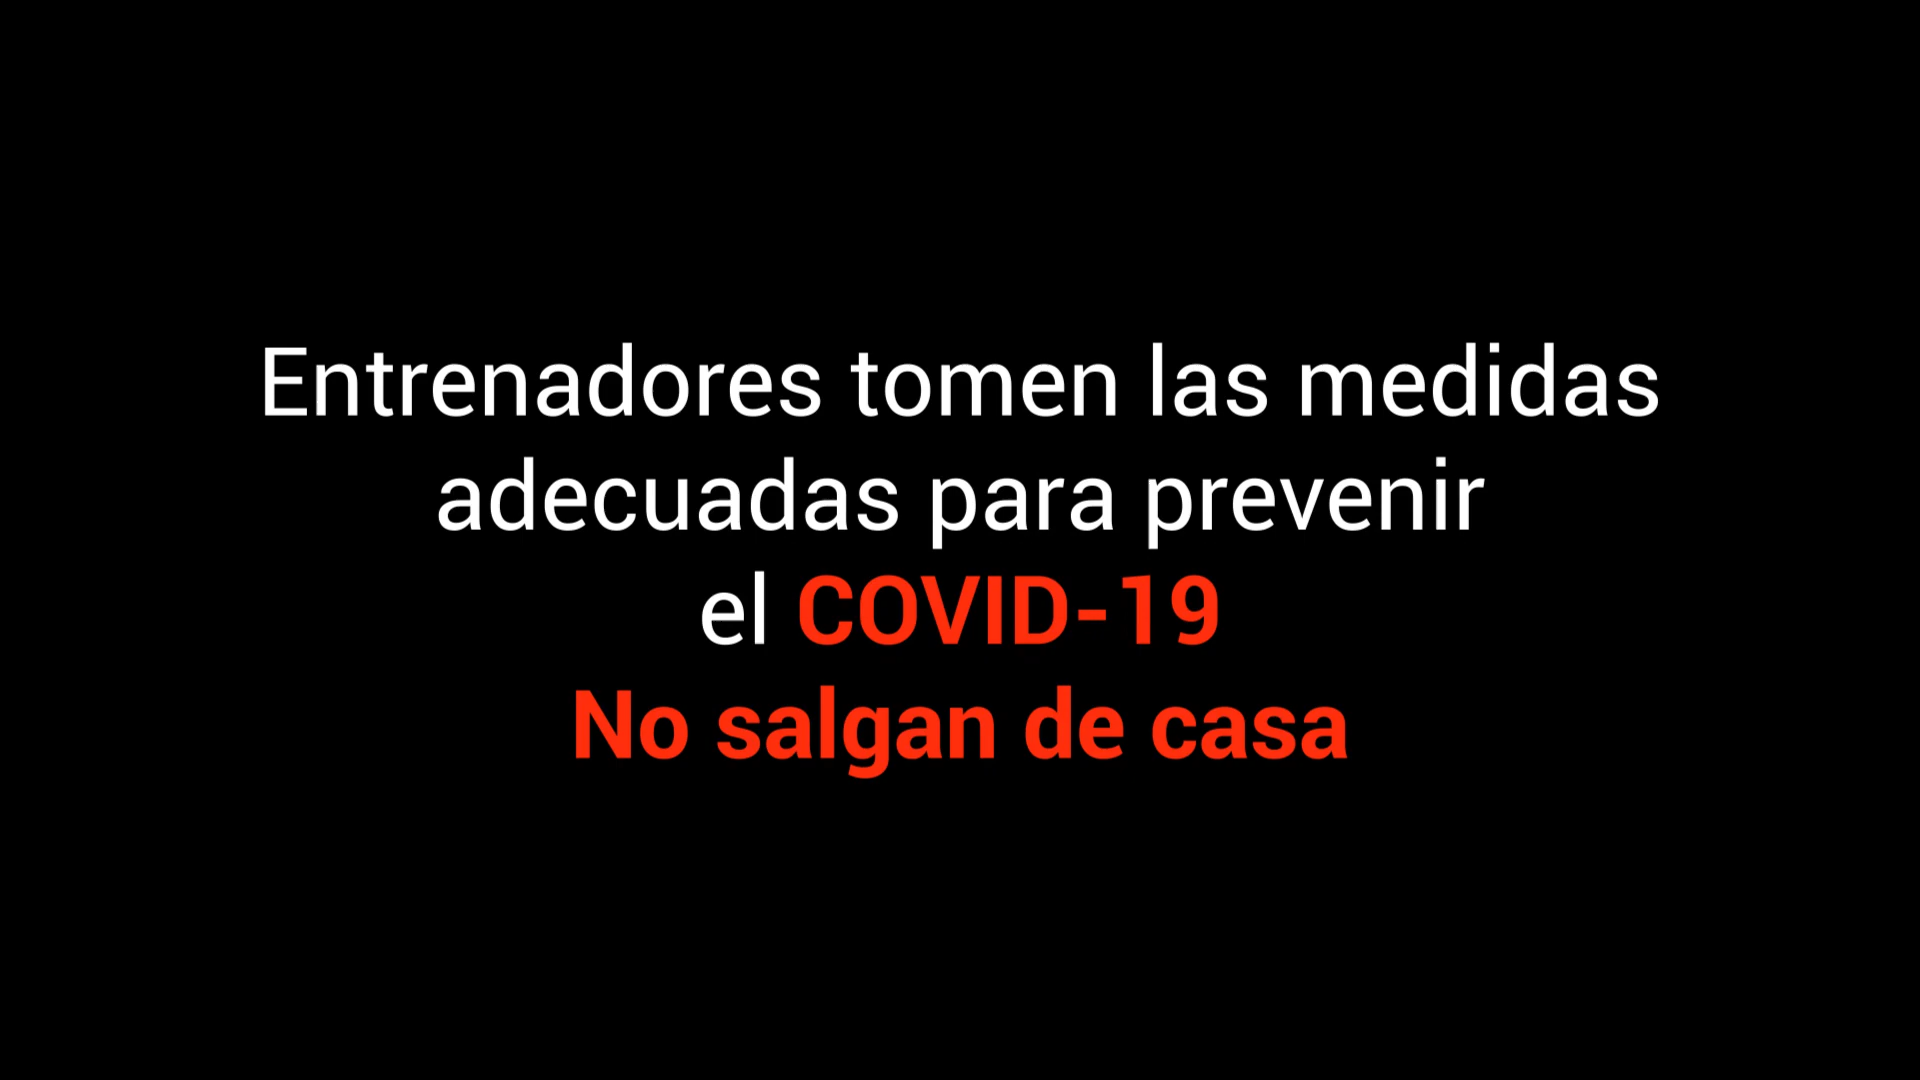 Entrenadores tomen las medidas
adecuadas para prevenir
el COVID-19
No salgan de casa